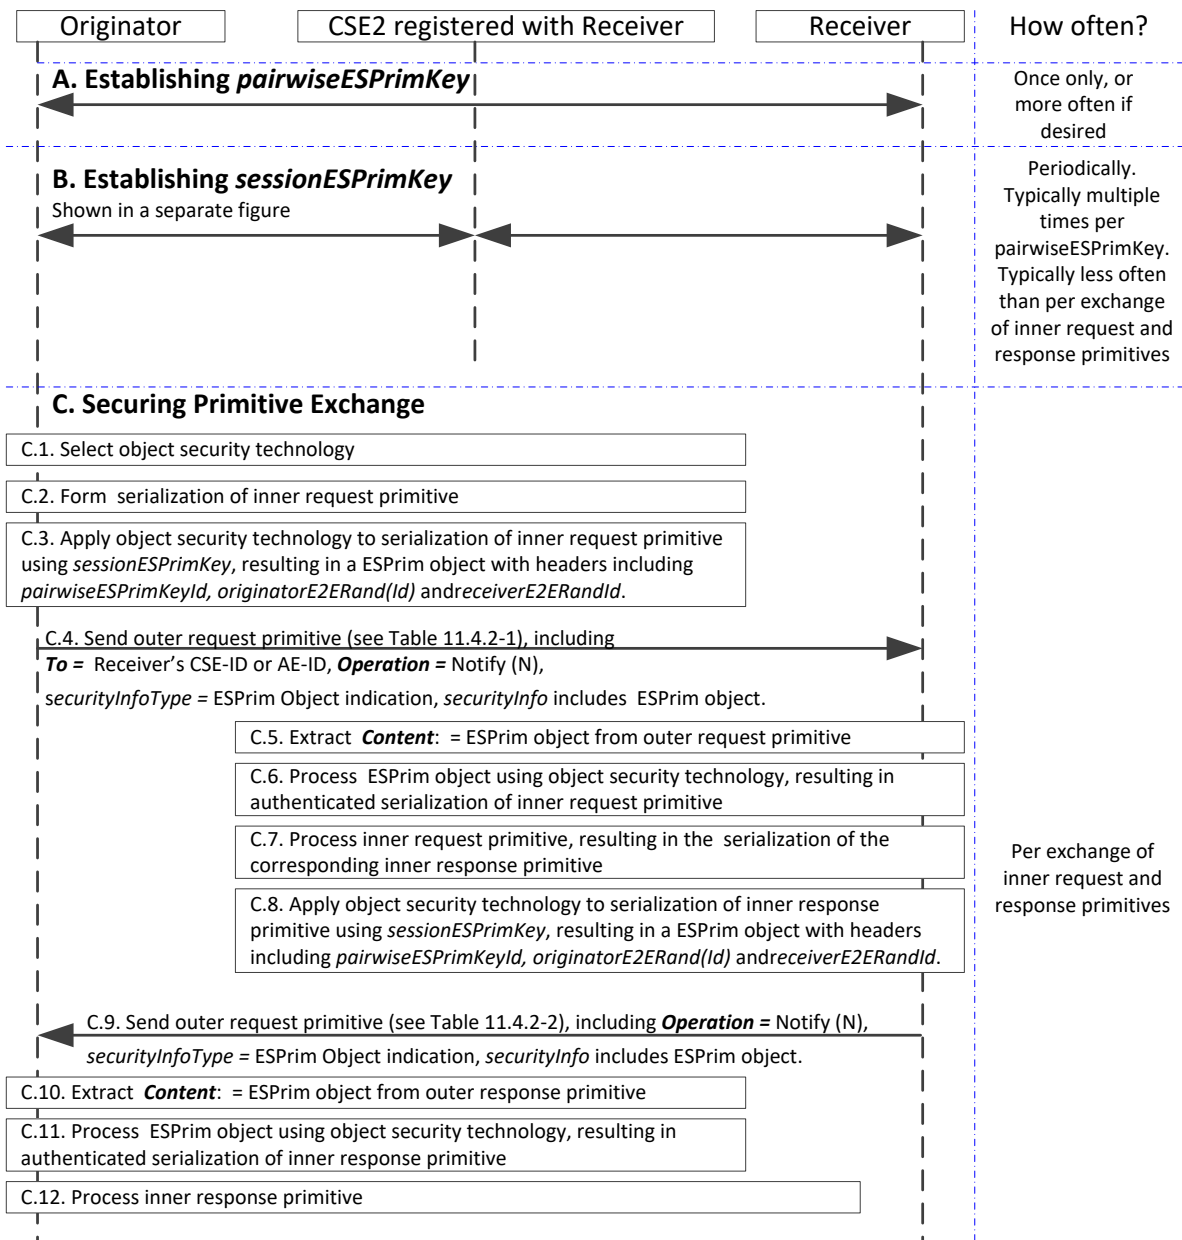 Originator
CSE2 registered with Receiver
Receiver
How often?
A. Establishing pairwiseESPrimKey
Once only, or
more often if
desired
B. Establishing sessionESPrimKey
Shown in a separate figure
Periodically.
Typically multiple
times per
pairwiseESPrimKey.
Typically less often
than per exchange
of inner request and
response primitives
C. Securing Primitive Exchange
C.1. Select object security technology
C.2. Form  serialization of inner request primitive
C.3. Apply object security technology to serialization of inner request primitive
using sessionESPrimKey, resulting in a ESPrim object with headers including
pairwiseESPrimKeyId, originatorE2ERand(Id) andreceiverE2ERandId.
C.4. Send outer request primitive (see Table 11.4.2-1), including
To =  Receiver's CSE-ID or AE-ID, Operation = Notify (N),
securityInfoType = ESPrim Object indication, securityInfo includes  ESPrim object.
C.5. Extract  Content:  = ESPrim object from outer request primitive
C.6. Process  ESPrim object using object security technology, resulting in
authenticated serialization of inner request primitive
C.7. Process inner request primitive, resulting in the  serialization of the
corresponding inner response primitive
C.8. Apply object security technology to serialization of inner response
primitive using sessionESPrimKey, resulting in a ESPrim object with headers
including pairwiseESPrimKeyId, originatorE2ERand(Id) andreceiverE2ERandId.
Per exchange of
inner request and
response primitives
C.9. Send outer request primitive (see Table 11.4.2-2), including Operation = Notify (N),
securityInfoType = ESPrim Object indication, securityInfo includes ESPrim object.
C.10. Extract  Content:  = ESPrim object from outer response primitive
C.11. Process  ESPrim object using object security technology, resulting in
authenticated serialization of inner response primitive
C.12. Process inner response primitive